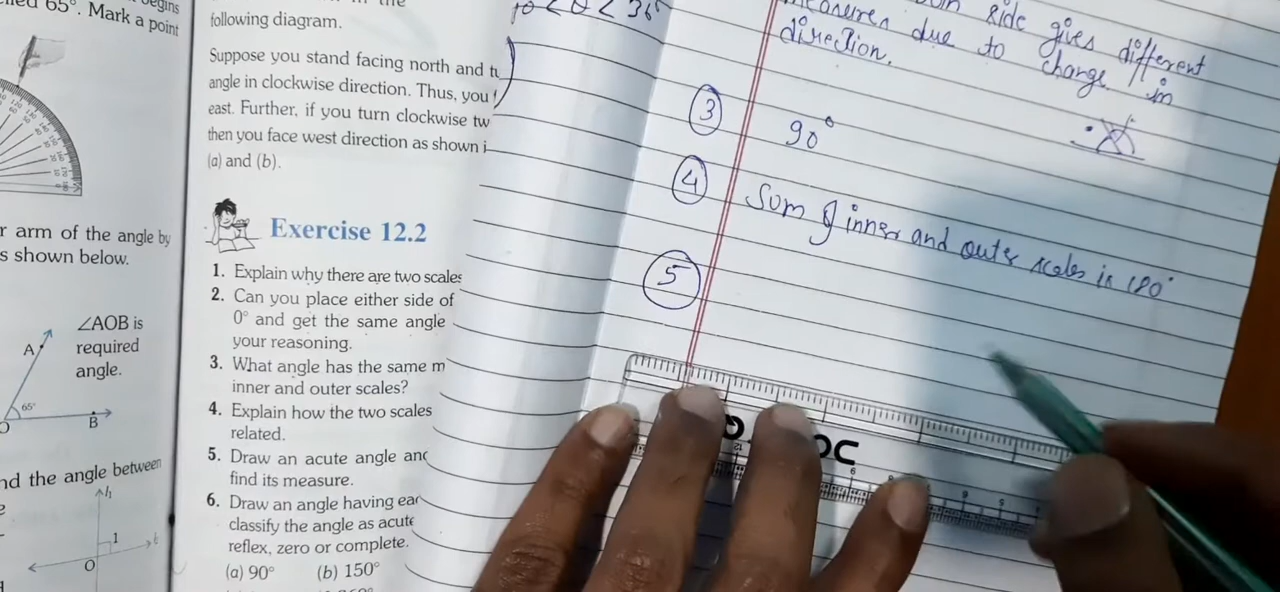 65°. Mark a point
following diagram.
Suppose you stand facing north and
angle in clockwise direction. Thus, you
east. Further, if you turn clockwise tw
then you face west direction as shown i
(a) and (b).
Exercise 12.2
1. Explain why there are two scales
2. Can you place either side of
0° and get the same angle
your reasoning.
3. What angle has the same m
inner and outer scales?
4. Explain how the two scales
related.
5. Draw an acute angle and
find its measure.
6. Draw an angle having eac
classify the angle as acute
reflex, zero or complete.
(a) 90° (b) 150°
r arm of the angle by
s shown below.
∠AOB is
required
angle.
A
65°
O
B
nd the angle between
l₁
1
O
side gives different
due to change in
direction.
3 90°
4 Sum of inner and outer scales is 180°
5